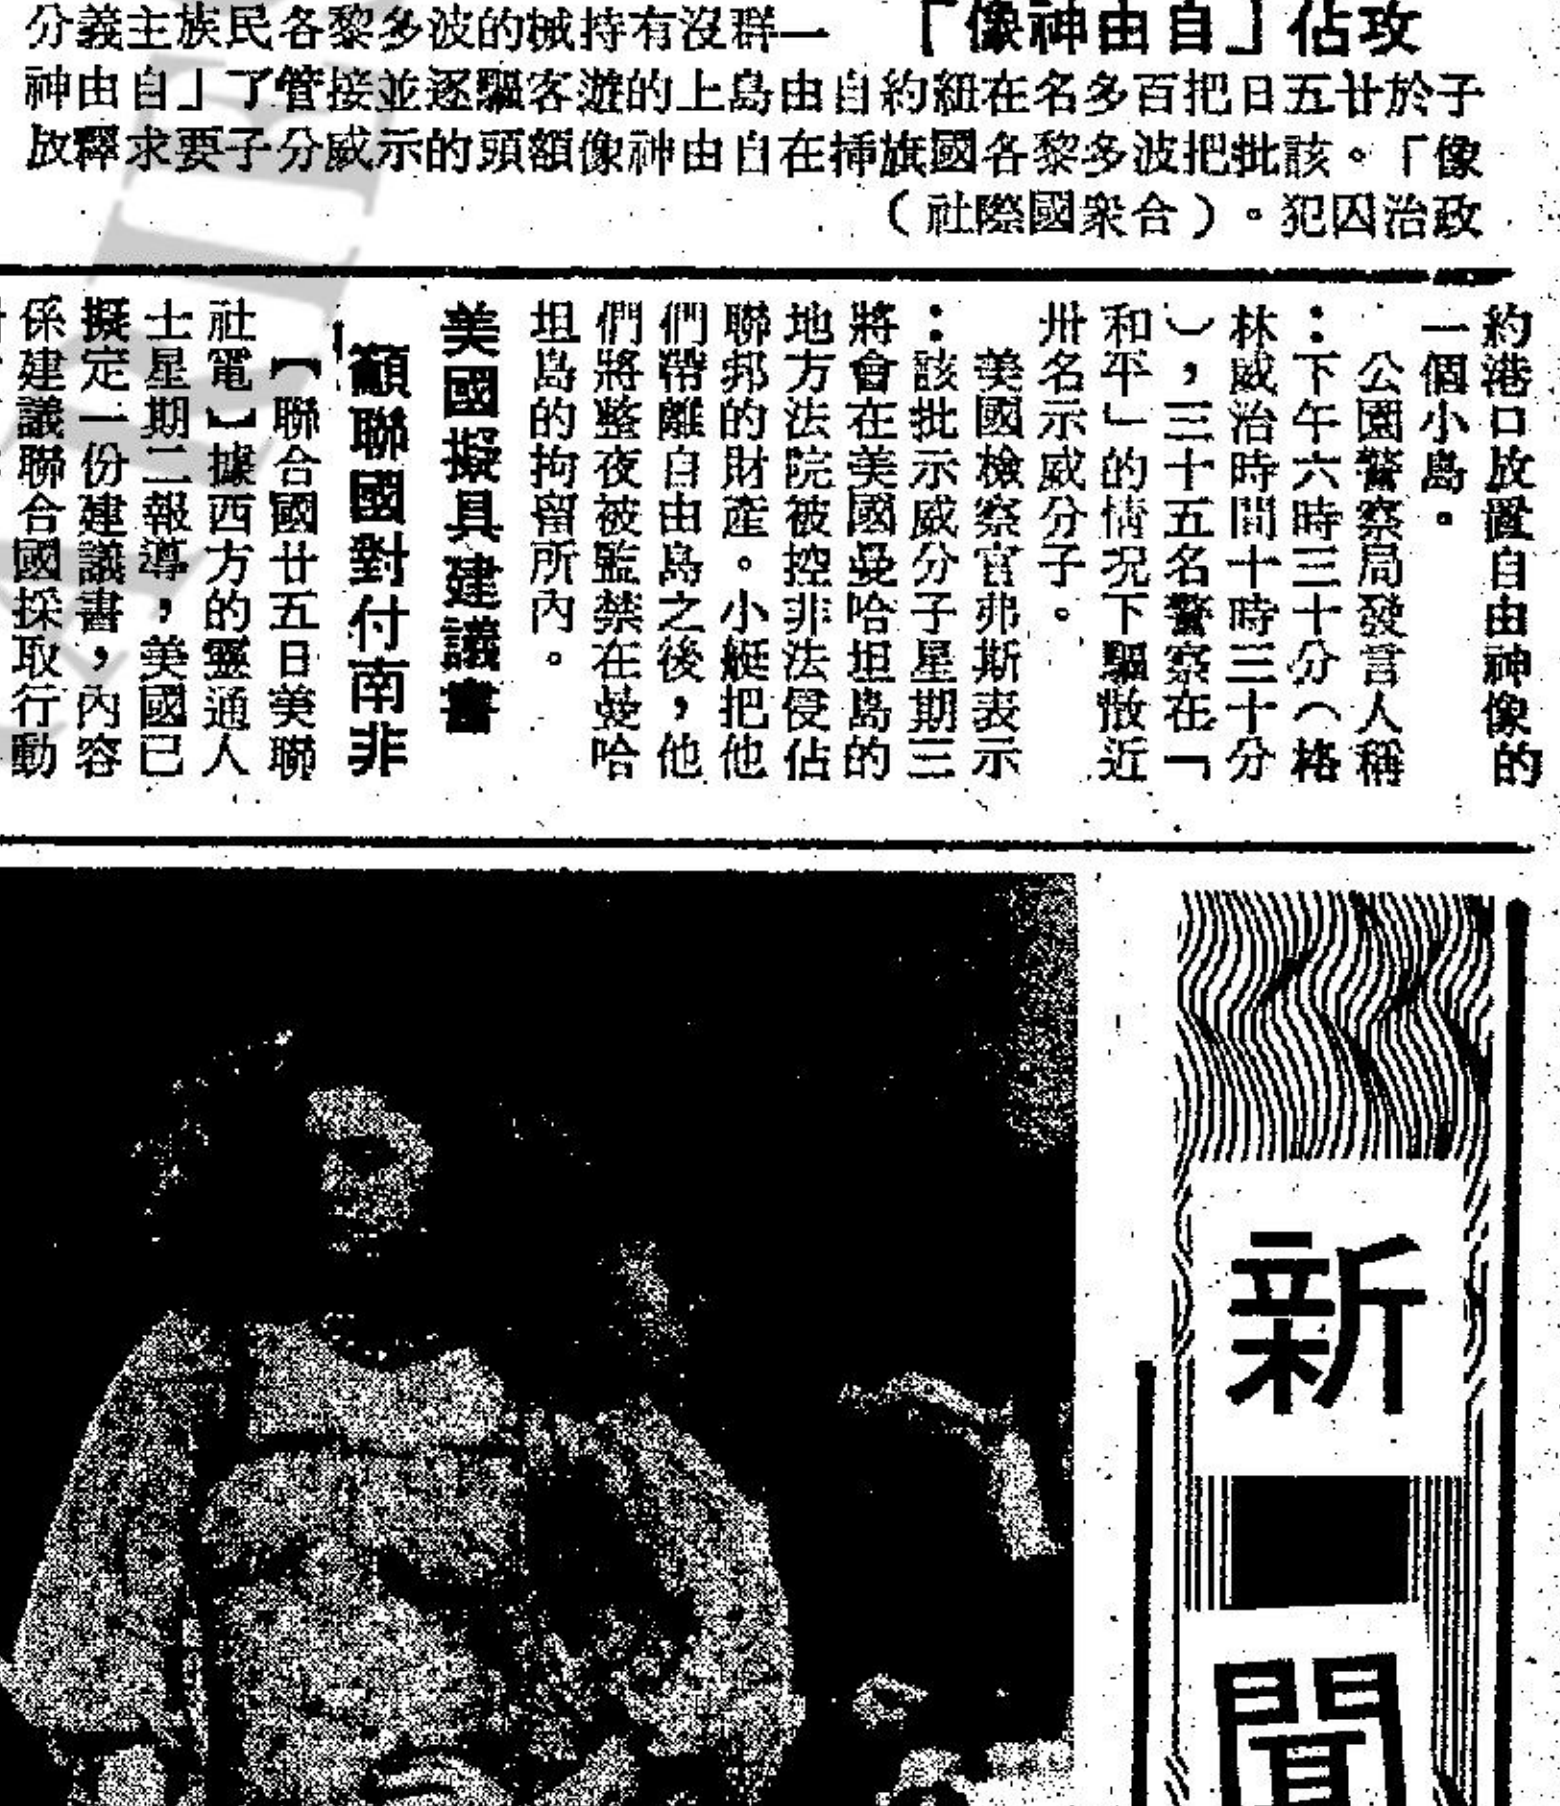 攻佔「自由神像」 一群沒有持械的波多黎各民族主義分
子於廿五日把百多名在紐約自由島上的遊客驅逐並接管了「自由神
像」。該批把波多黎各國旗揷在自由神像額頭的示威分子要求釋放
政治囚犯。（合衆國際社）
約港口放置自由神像的
一個小島。
公園警察局發言人稱
：下午六時三十分（格
林威治時間十時三十分
），三十五名警察在「
和平」的情況下驅散近
卅名示威分子。
美國檢察官弗斯表示
：該批示威分子星期三
將會在美國曼哈坦島的
地方法院被控非法侵佔
聯邦的財產。小艇把他
們帶離自由島之後，他
們將整夜被監禁在曼哈
坦島的拘留所內。
美國擬具建議書
籲聯國對付南非
【聯合國廿五日美聯
社電】據西方的靈通人
士星期二報導，美國已
擬定一份建議書，內容
係建議聯合國採取行動
新聞